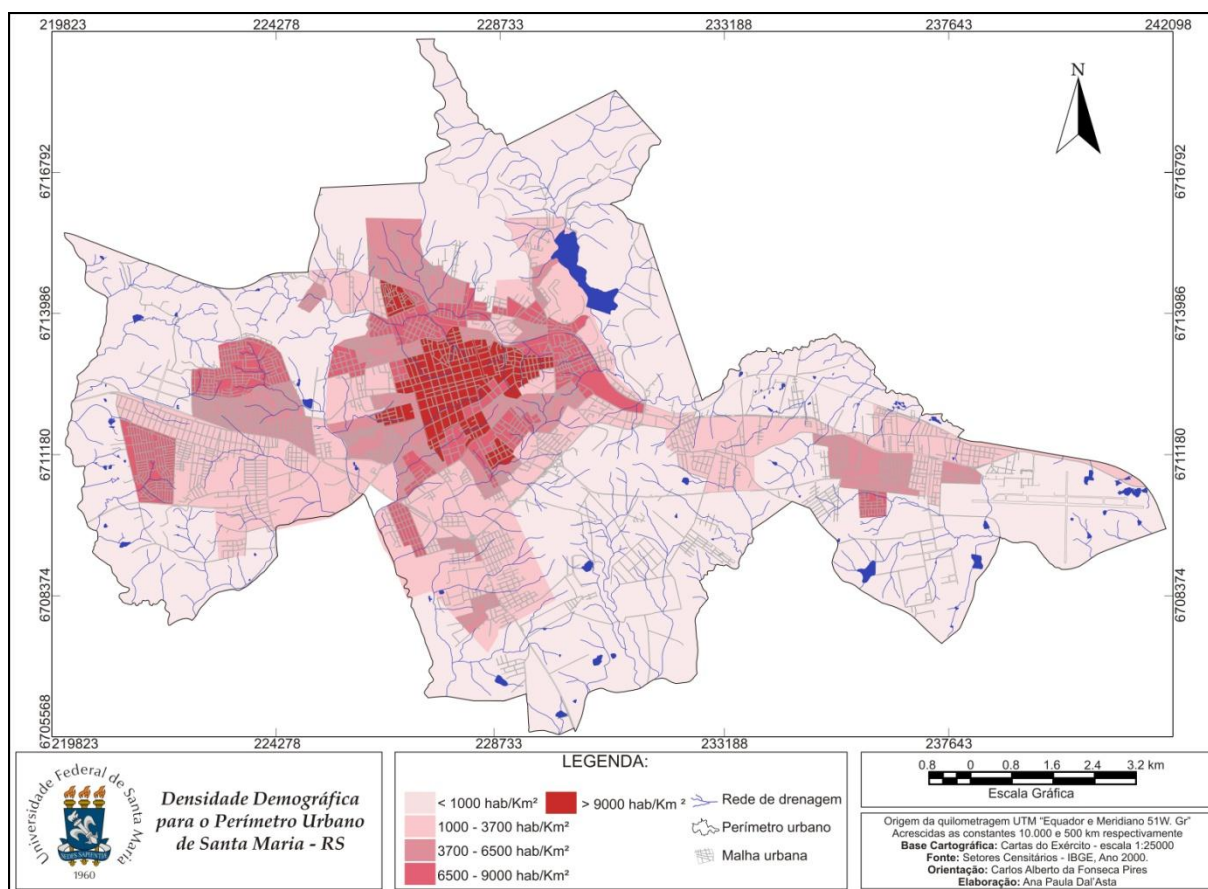 219823 224278 228733 233188 237643 242098
N
6716792 6716792
6713986 6713986
6711180 6711180
6708374 6708374
6705568
219823 224278 228733 233188 237643
Universidade Federal de Santa Maria
SEDES SAPIENTIÆ
1960
Densidade Demográfica
para o Perímetro Urbano
de Santa Maria - RS
LEGENDA:
< 1000 hab/Km²
1000 - 3700 hab/Km²
3700 - 6500 hab/Km²
6500 - 9000 hab/Km²
> 9000 hab/Km ²
Rede de drenagem
Perímetro urbano
Malha urbana
0.8 0 0.8 1.6 2.4 3.2 km
Escala Gráfica
Origem da quilometragem UTM "Equador e Meridiano 51W. Gr"
Acrescidas as constantes 10.000 e 500 km respectivamente
Base Cartográfica: Cartas do Exército - escala 1:25000
Fonte: Setores Censitários - IBGE, Ano 2000.
Orientação: Carlos Alberto da Fonseca Pires
Elaboração: Ana Paula Dal'Asta